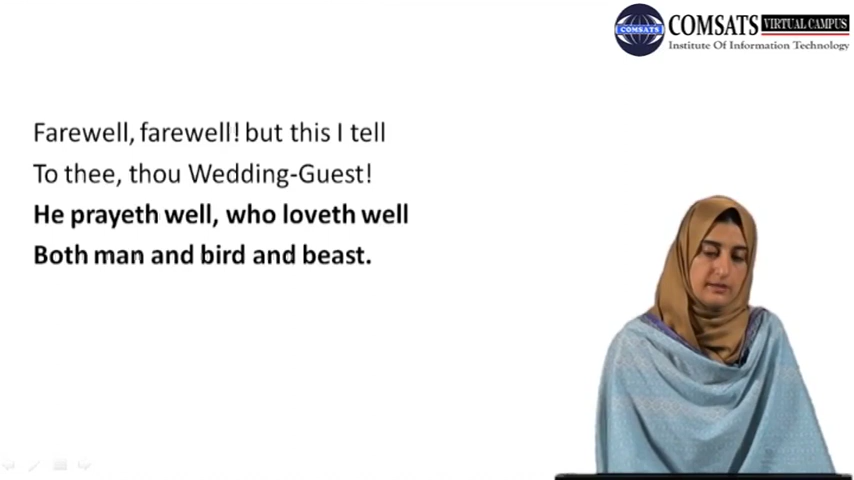 COMSATS
COMSATS VIRTUAL CAMPUS
Institute Of Information Technology
Farewell, farewell! but this I tell
To thee, thou Wedding-Guest!
He prayeth well, who loveth well
Both man and bird and beast.